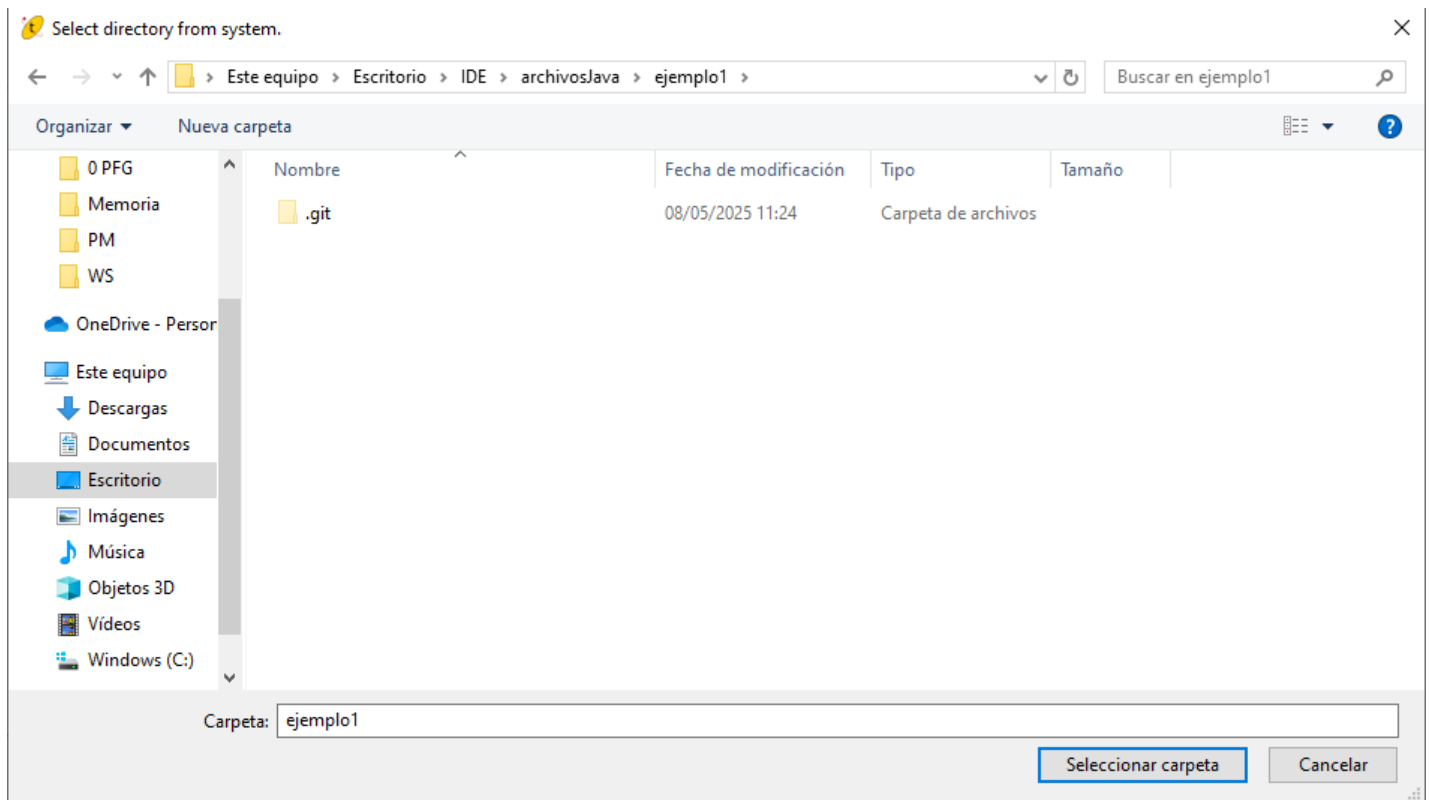 Select directory from system.
Este equipo > Escritorio > IDE > archivosJava > ejemplo1 >
Buscar en ejemplo1
Organizar
Nueva carpeta
0 PFG
Memoria
PM
WS
OneDrive - Person
Este equipo
Descargas
Documentos
Escritorio
Imágenes
Música
Objetos 3D
Vídeos
Windows (C:)
Nombre Fecha de modificación Tipo Tamaño
.git 08/05/2025 11:24 Carpeta de archivos
Carpeta: ejemplo1
Seleccionar carpeta
Cancelar